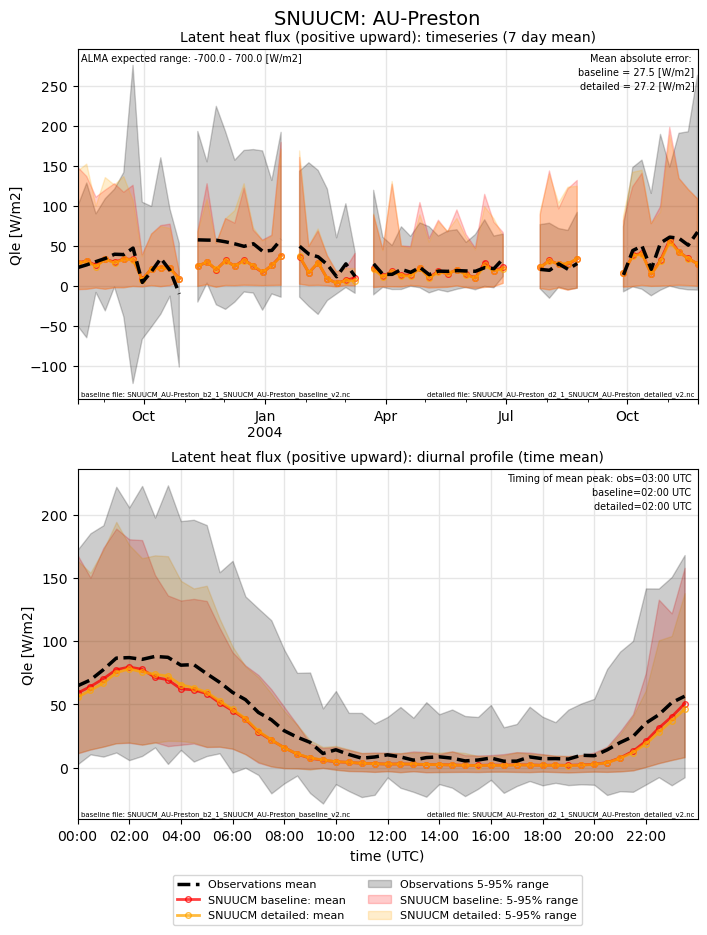 SNUUCM: AU-Preston
Latent heat flux (positive upward): timeseries (7 day mean)
ALMA expected range: -700.0 - 700.0 [W/m2]
Mean absolute error:
baseline = 27.5 [W/m2]
detailed = 27.2 [W/m2]
250
200
150
100
50
0
−50
−100
Qle [W/m2]
baseline file: SNUUCM_AU-Preston_b2_1_SNUUCM_AU-Preston_baseline_v2.nc
detailed file: SNUUCM_AU-Preston_d2_1_SNUUCM_AU-Preston_detailed_v2.nc
Oct Jan Apr Jul Oct
2004
Latent heat flux (positive upward): diurnal profile (time mean)
Timing of mean peak: obs=03:00 UTC
baseline=02:00 UTC
detailed=02:00 UTC
200
150
100
50
0
Qle [W/m2]
baseline file: SNUUCM_AU-Preston_b2_1_SNUUCM_AU-Preston_baseline_v2.nc
detailed file: SNUUCM_AU-Preston_d2_1_SNUUCM_AU-Preston_detailed_v2.nc
00:00 02:00 04:00 06:00 08:00 10:00 12:00 14:00 16:00 18:00 20:00 22:00
time (UTC)
Observations mean
SNUUCM baseline: mean
SNUUCM detailed: mean
Observations 5-95% range
SNUUCM baseline: 5-95% range
SNUUCM detailed: 5-95% range